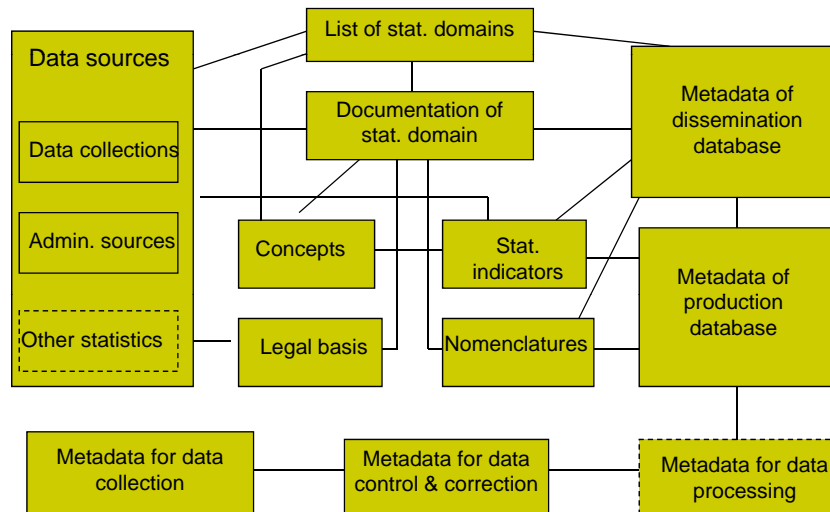 List of stat. domains
Data sources
Data collections
Admin. sources
Other statistics
Documentation of
stat. domain
Metadata of
dissemination
database
Concepts
Stat.
indicators
Metadata of
production
database
Legal basis
Nomenclatures
Metadata for data
collection
Metadata for data
control & correction
Metadata for data
processing